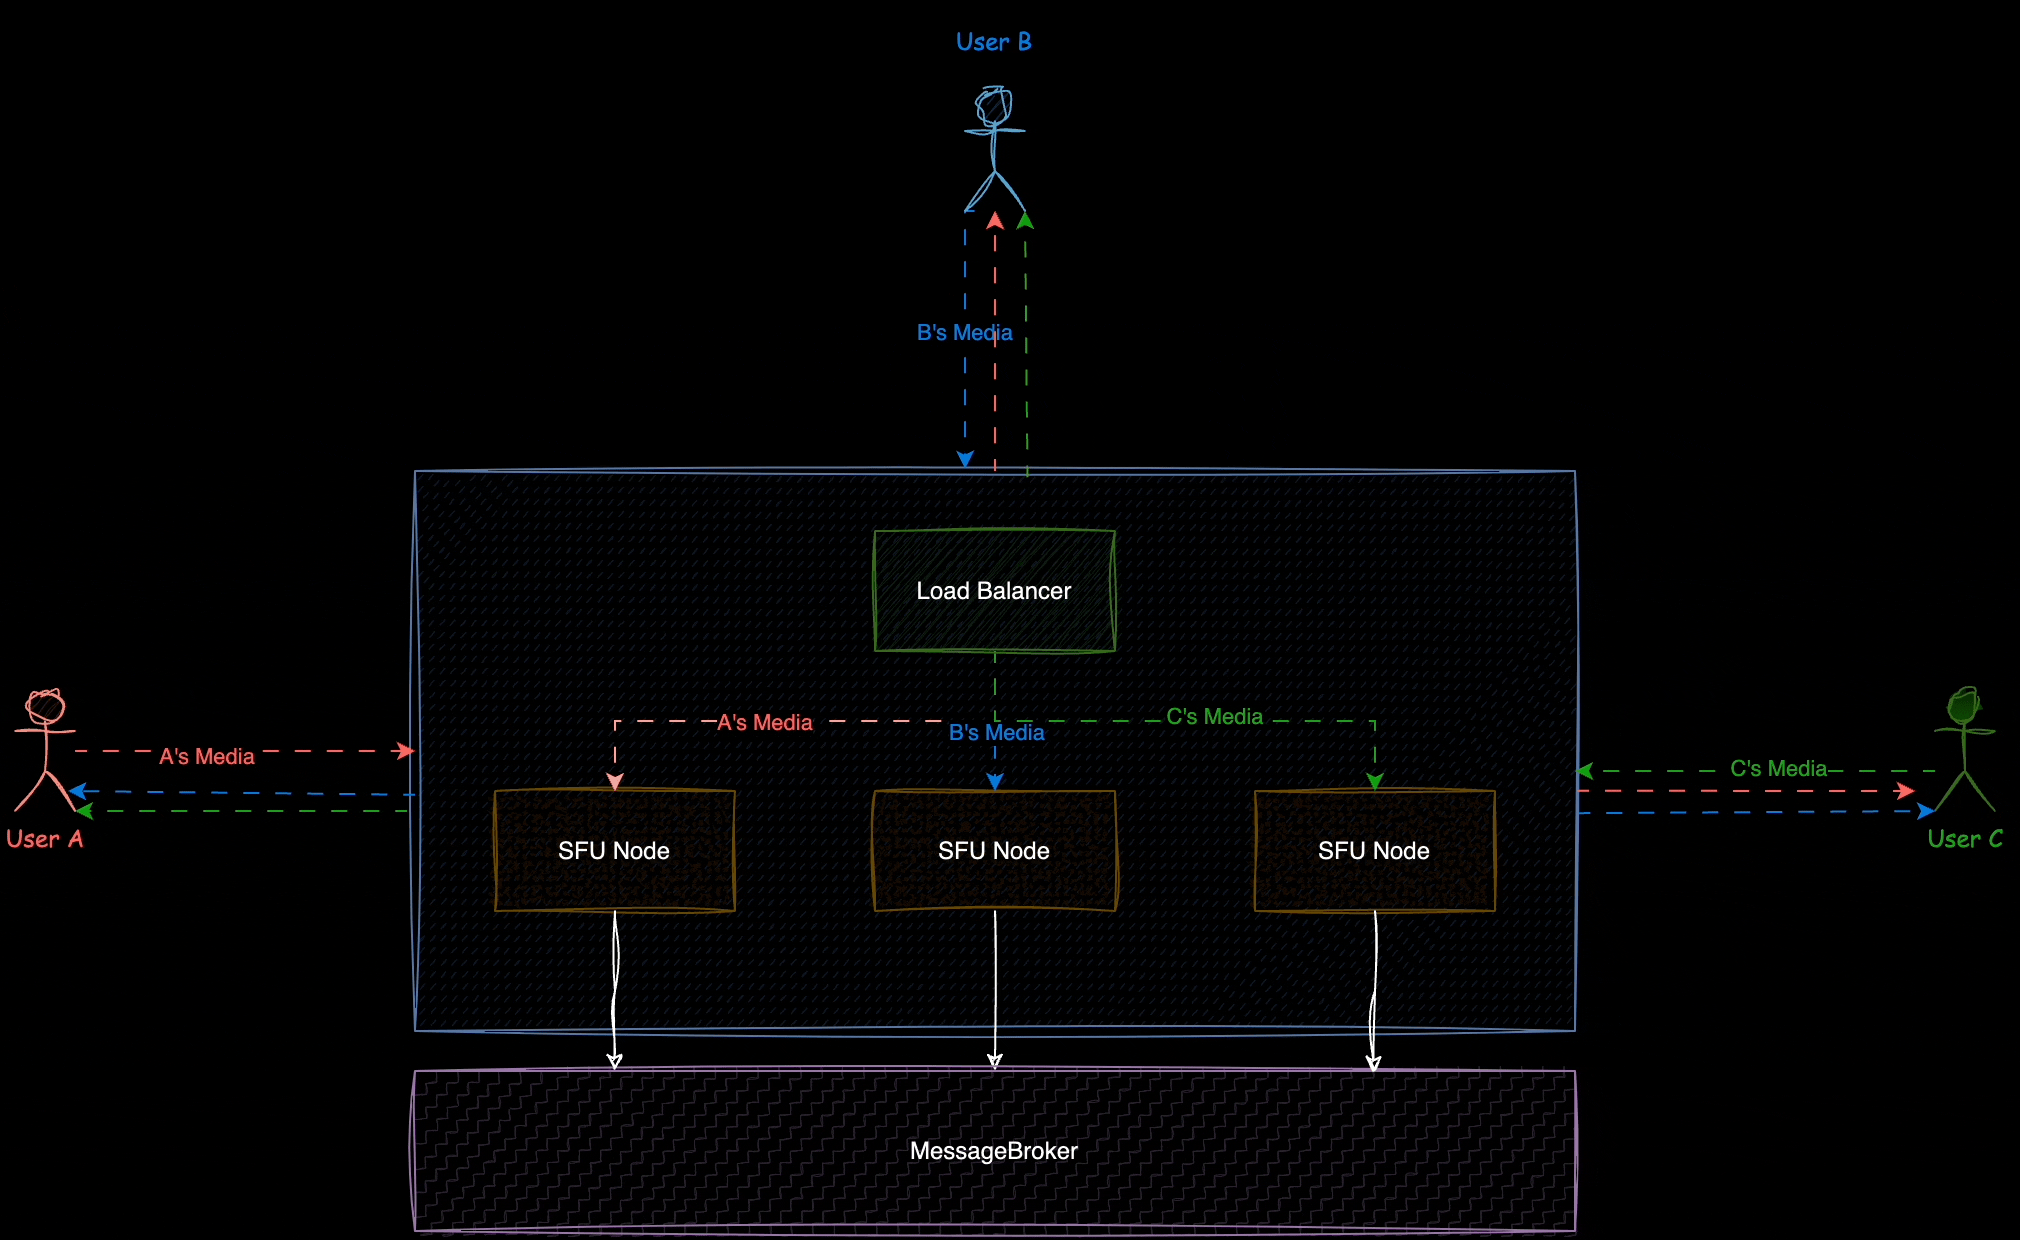 User B
B's Media
Load Balancer
A's Media
B's Media
C's Media
A's Media
C's Media
User A
User C
SFU Node
SFU Node
SFU Node
MessageBroker